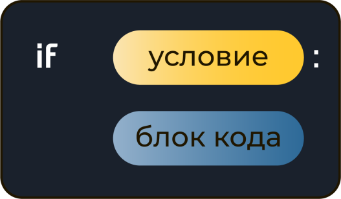 if условие :
блок кода